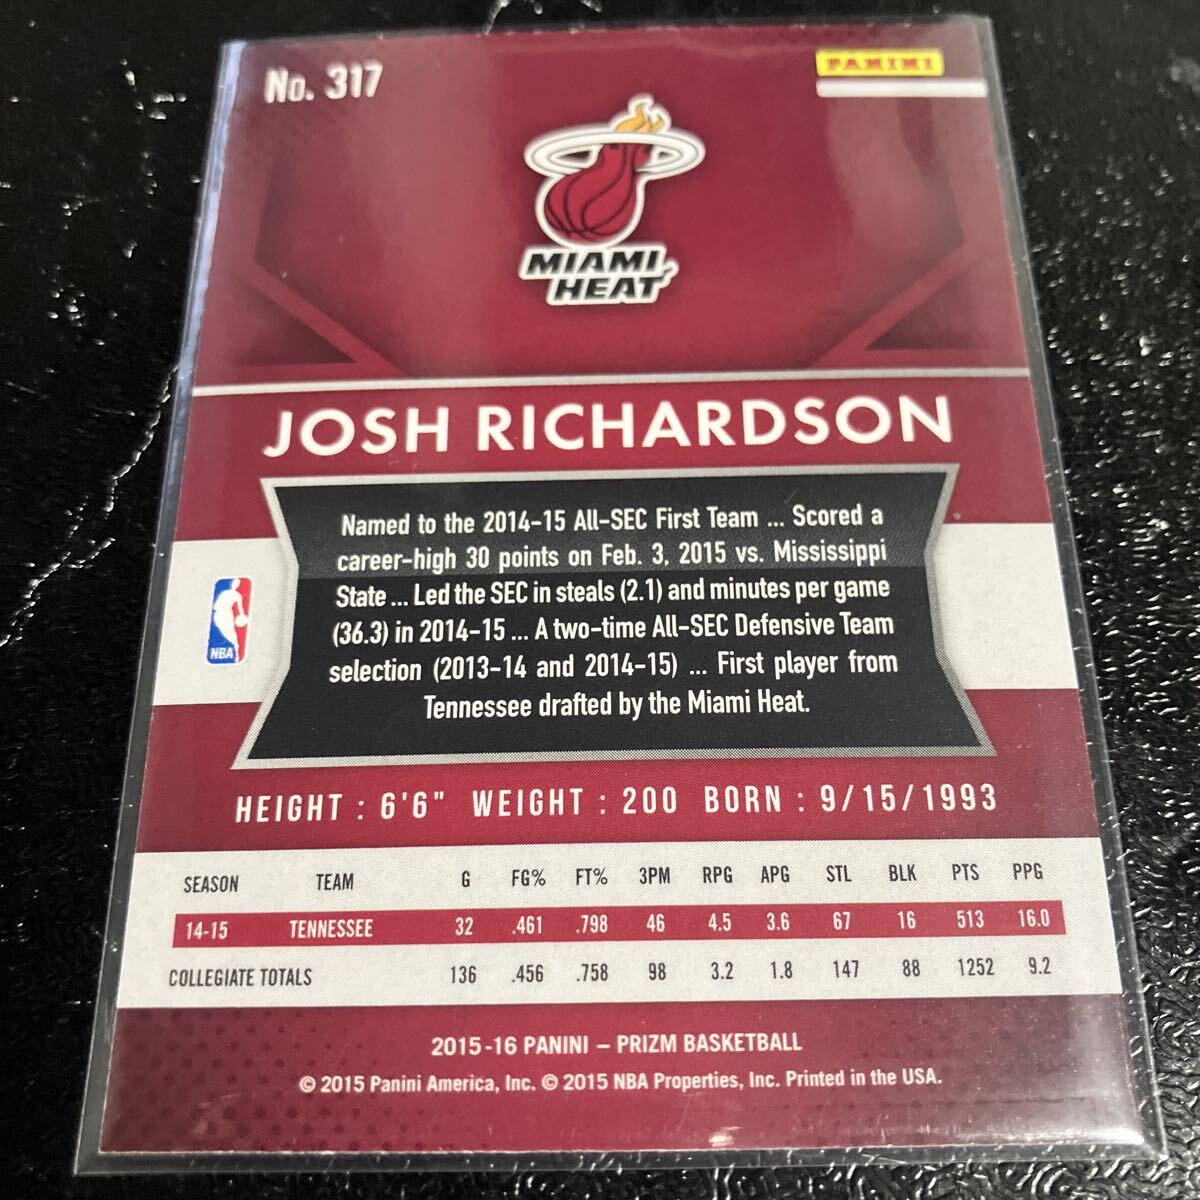 No. 317
PANINI
MIAMI
HEAT
JOSH RICHARDSON
Named to the 2014-15 All-SEC First Team ... Scored a
career-high 30 points on Feb. 3, 2015 vs. Mississippi
State ... Led the SEC in steals (2.1) and minutes per game
(36.3) in 2014-15 ... A two-time All-SEC Defensive Team
selection (2013-14 and 2014-15) ... First player from
Tennessee drafted by the Miami Heat.
NBA
HEIGHT : 6'6" WEIGHT : 200 BORN : 9/15/1993
SEASON TEAM G FG% FT% 3PM RPG APG STL BLK PTS PPG
14-15 TENNESSEE 32 .461 .798 46 4.5 3.6 67 16 513 16.0
COLLEGIATE TOTALS 136 .456 .758 98 3.2 1.8 147 88 1252 9.2
2015-16 PANINI – PRIZM BASKETBALL
© 2015 Panini America, Inc. © 2015 NBA Properties, Inc. Printed in the USA.